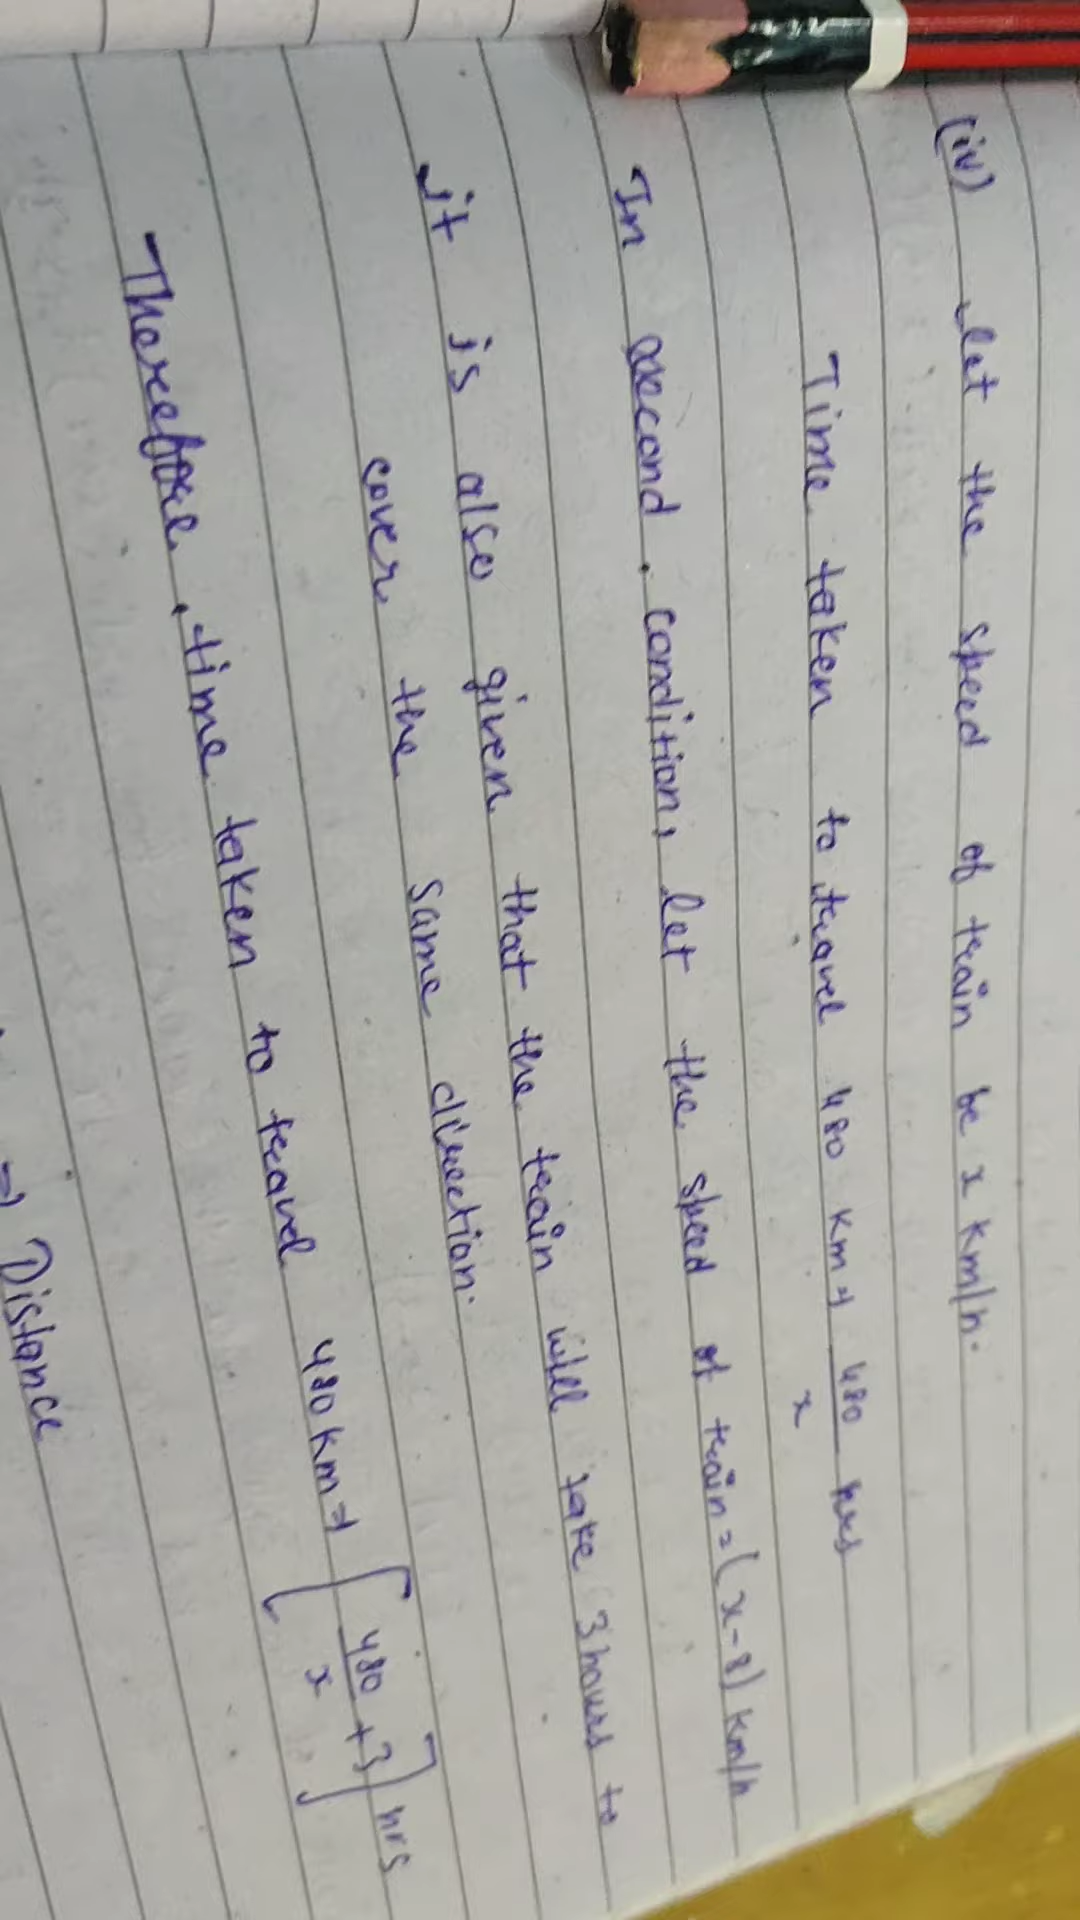 (iv) let the speed of train be x km/h.
Time taken to travel 480 km = 480/x hrs
In second condition, let the speed of train = (x-8) km/h
it is also given that the train will take 3 hours to
cover the same direction.
Therefore, time taken to travel 480 km = [480/x +3] hrs
⇒ Distance